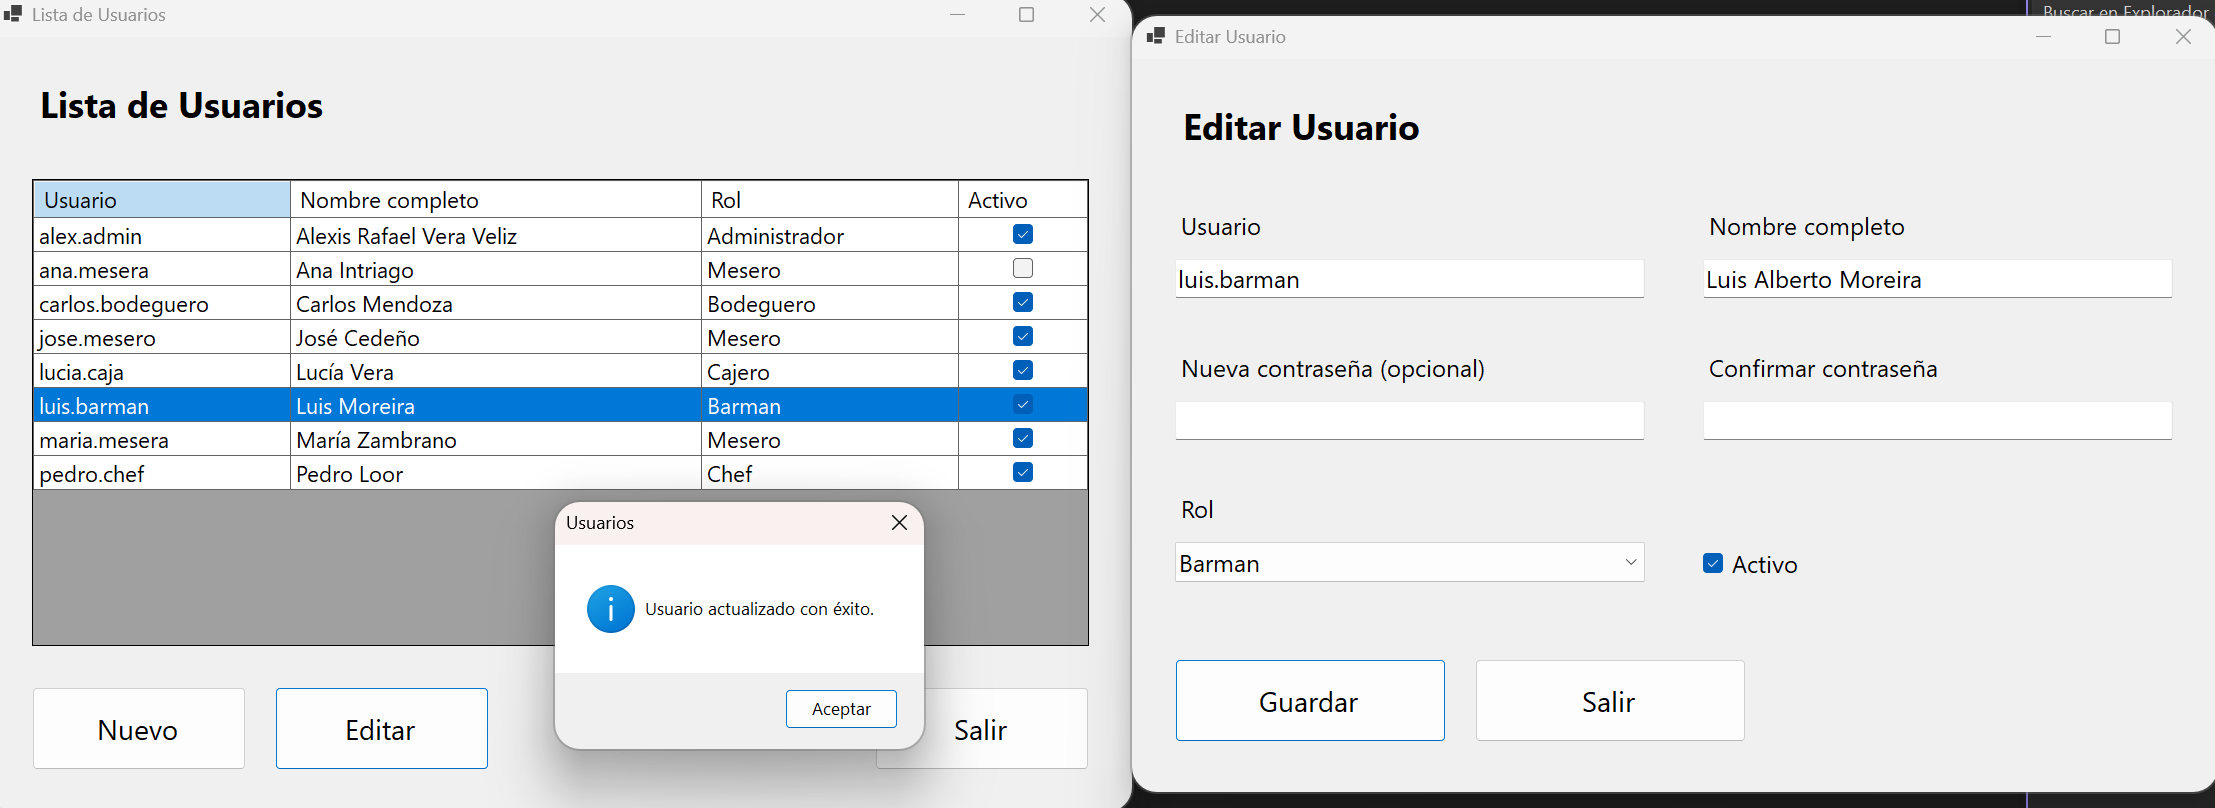 Lista de Usuarios
Lista de Usuarios
Usuario Nombre completo Rol Activo
alex.admin Alexis Rafael Vera Veliz Administrador
ana.mesera Ana Intriago Mesero
carlos.bodeguero Carlos Mendoza Bodeguero
jose.mesero José Cedeño Mesero
lucia.caja Lucía Vera Cajero
luis.barman Luis Moreira Barman
maria.mesera María Zambrano Mesero
pedro.chef Pedro Loor Chef
Nuevo Editar Salir
Usuarios
Usuario actualizado con éxito.
Aceptar
Buscar en Explorador
Editar Usuario
Editar Usuario
Usuario Nombre completo
luis.barman Luis Alberto Moreira
Nueva contraseña (opcional) Confirmar contraseña
Rol
Barman Activo
Guardar Salir